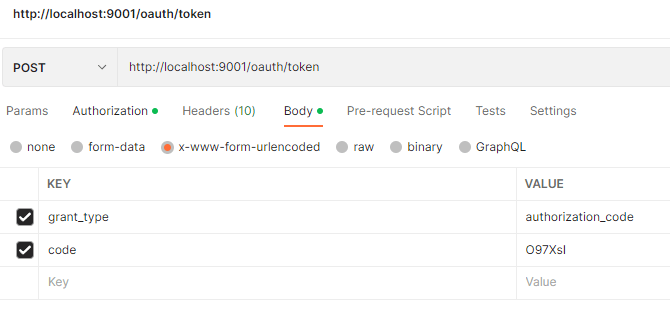 http://localhost:9001/oauth/token
POST http://localhost:9001/oauth/token
Params Authorization Headers (10) Body Pre-request Script Tests Settings
none form-data x-www-form-urlencoded raw binary GraphQL
KEY VALUE
grant_type authorization_code
code O97XsI
Key Value